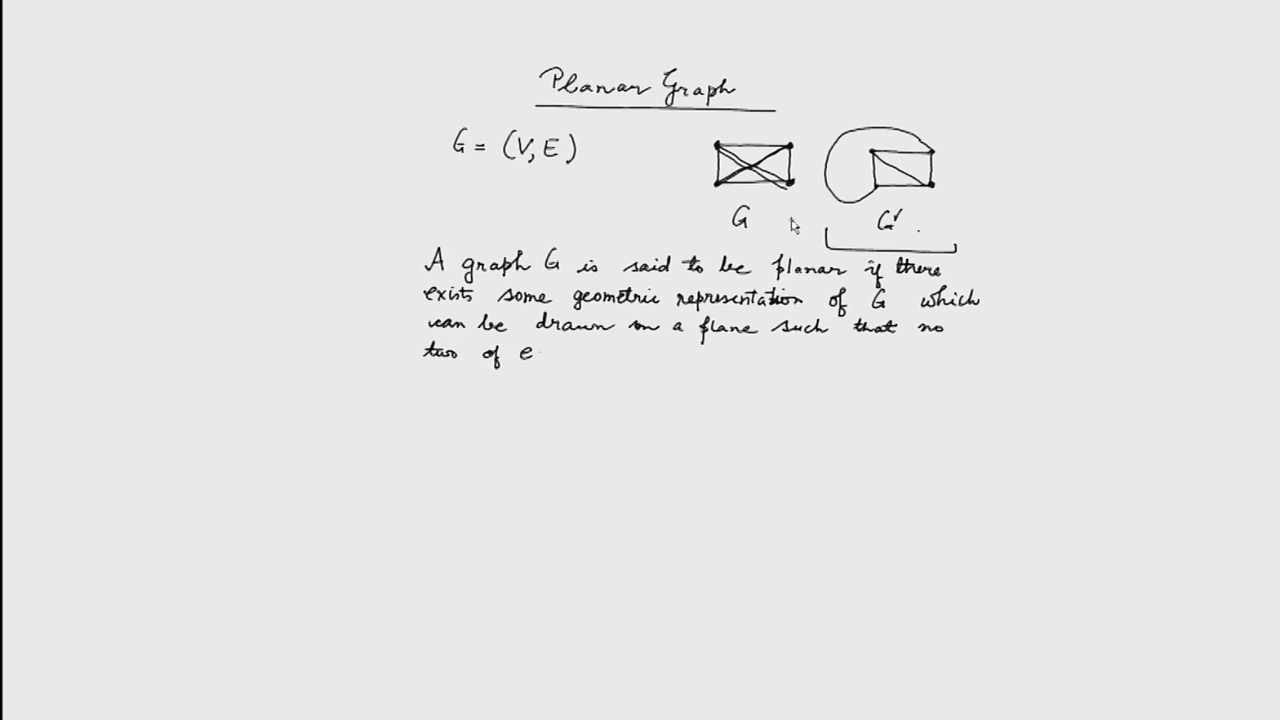 Planar Graph
G = (V, E)
G
G'
A graph G is said to be planar if there
exists some geometric representation of G which
can be drawn on a plane such that no
two of e